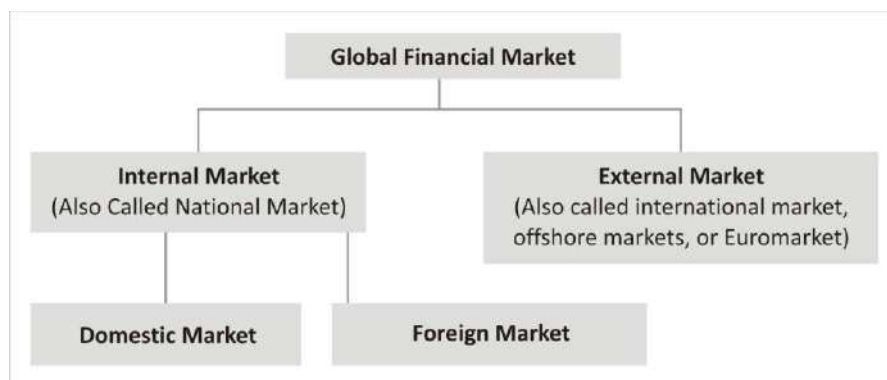 Global Financial Market
Internal Market
(Also Called National Market)
External Market
(Also called international market,
offshore markets, or Euromarket)
Domestic Market
Foreign Market